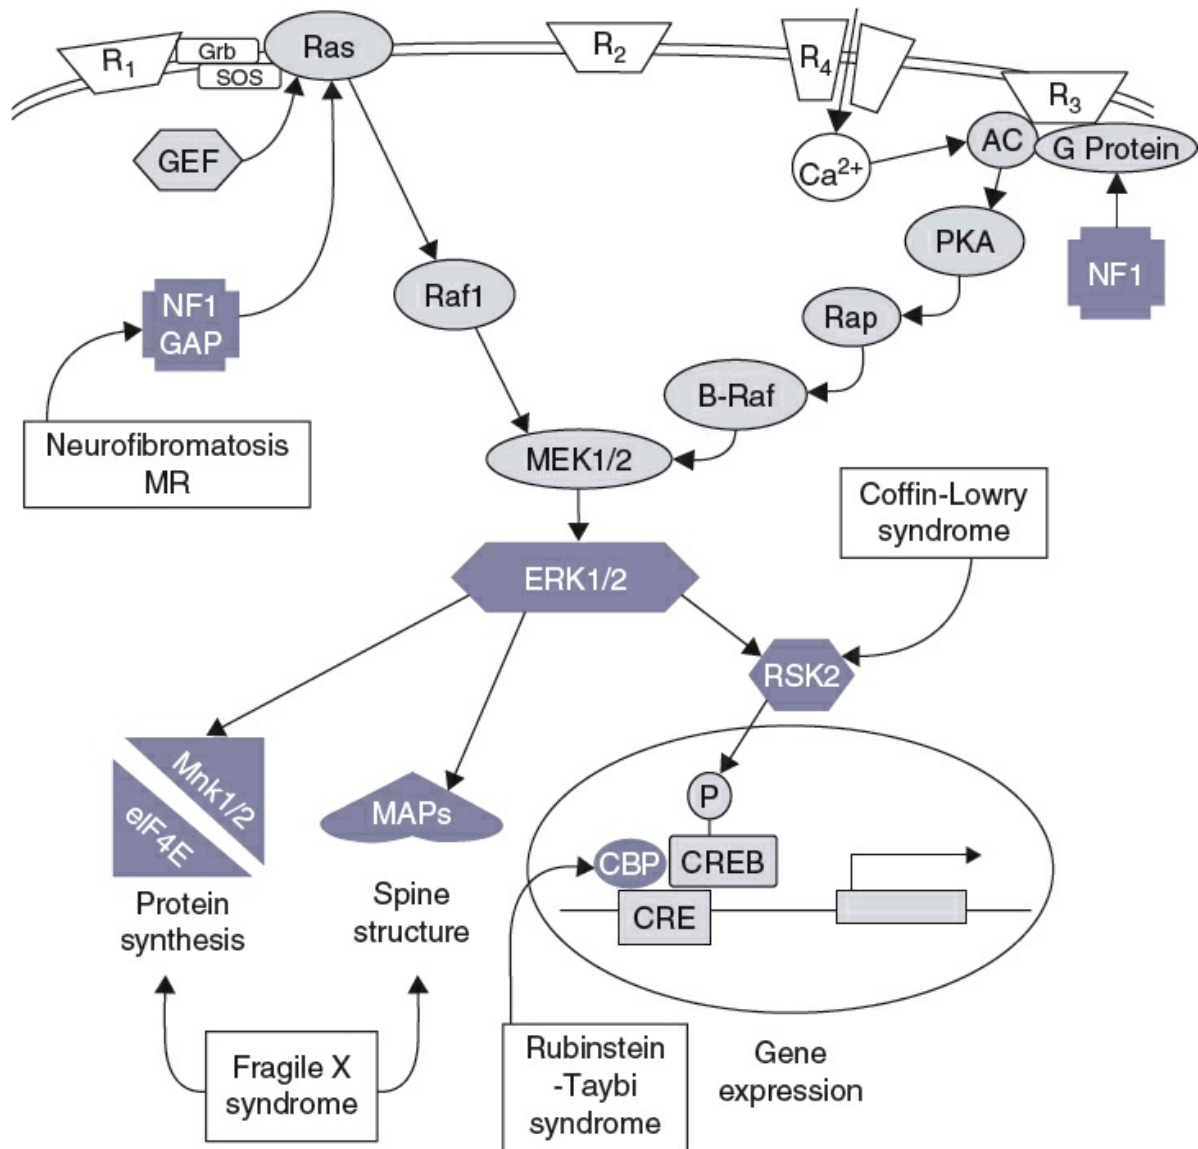 R1
Grb
SOS
Ras
R2
R4
R3
GEF
Ca2+
AC
G Protein
PKA
NF1
NF1
GAP
Raf1
Rap
B-Raf
Neurofibromatosis
MR
MEK1/2
Coffin-Lowry
syndrome
ERK1/2
RSK2
Mnk1/2
eIF4E
MAPs
P
CBP
CREB
CRE
Protein
synthesis
Spine
structure
Fragile X
syndrome
Rubinstein
-Taybi
syndrome
Gene
expression